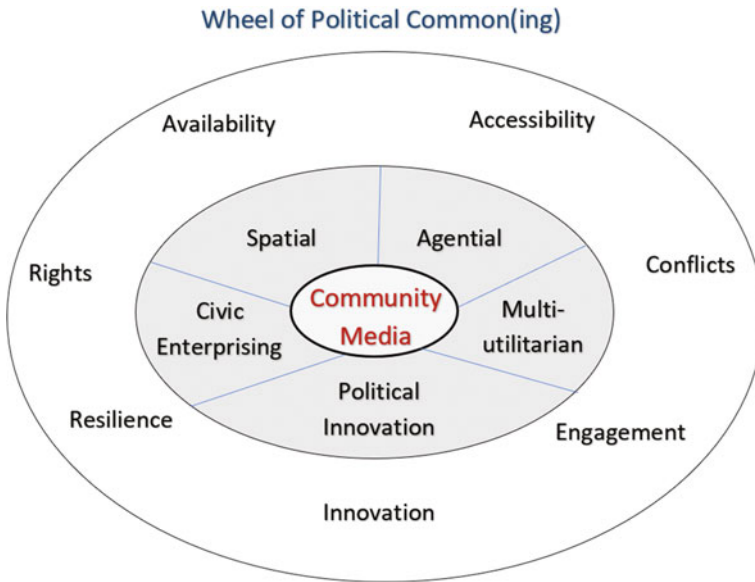 Wheel of Political Common(ing)
Availability
Accessibility
Spatial
Agential
Rights
Conflicts
Community
Media
Civic
Enterprising
Multi-
utilitarian
Political
Innovation
Resilience
Engagement
Innovation